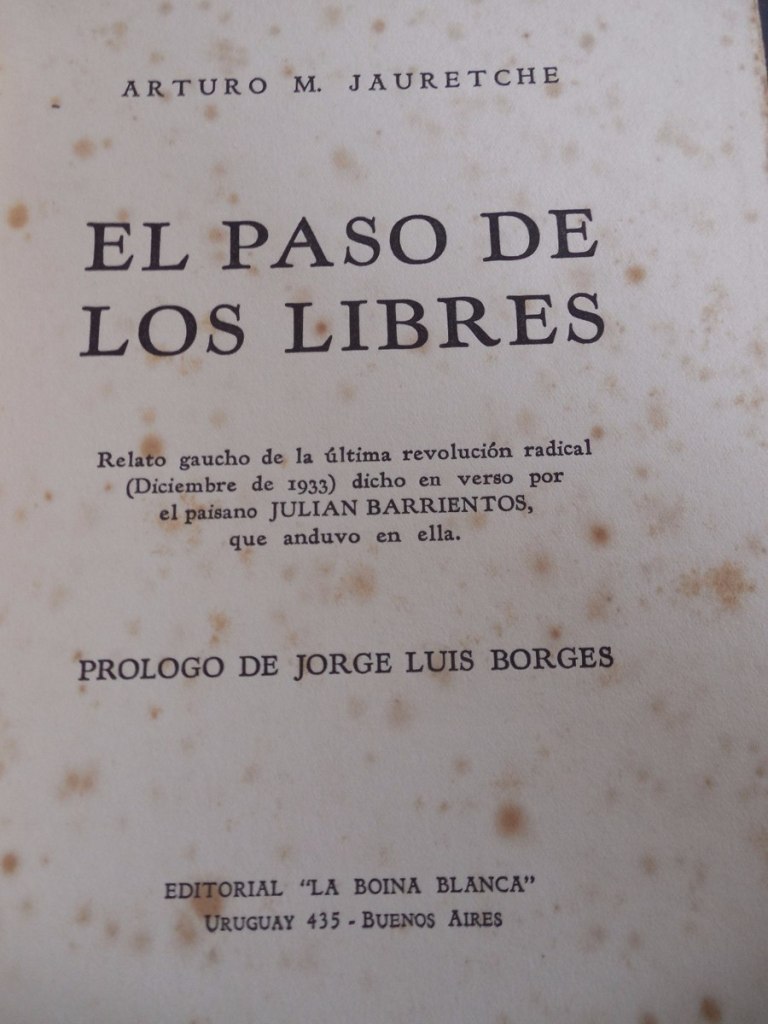 ARTURO M. JAURETCHE
EL PASO DE
LOS LIBRES
Relato gaucho de la última revolución radical
(Diciembre de 1933) dicho en verso por
el paisano JULIAN BARRIENTOS,
que anduvo en ella.
PROLOGO DE JORGE LUIS BORGES
EDITORIAL "LA BOINA BLANCA"
URUGUAY 435 - BUENOS AIRES